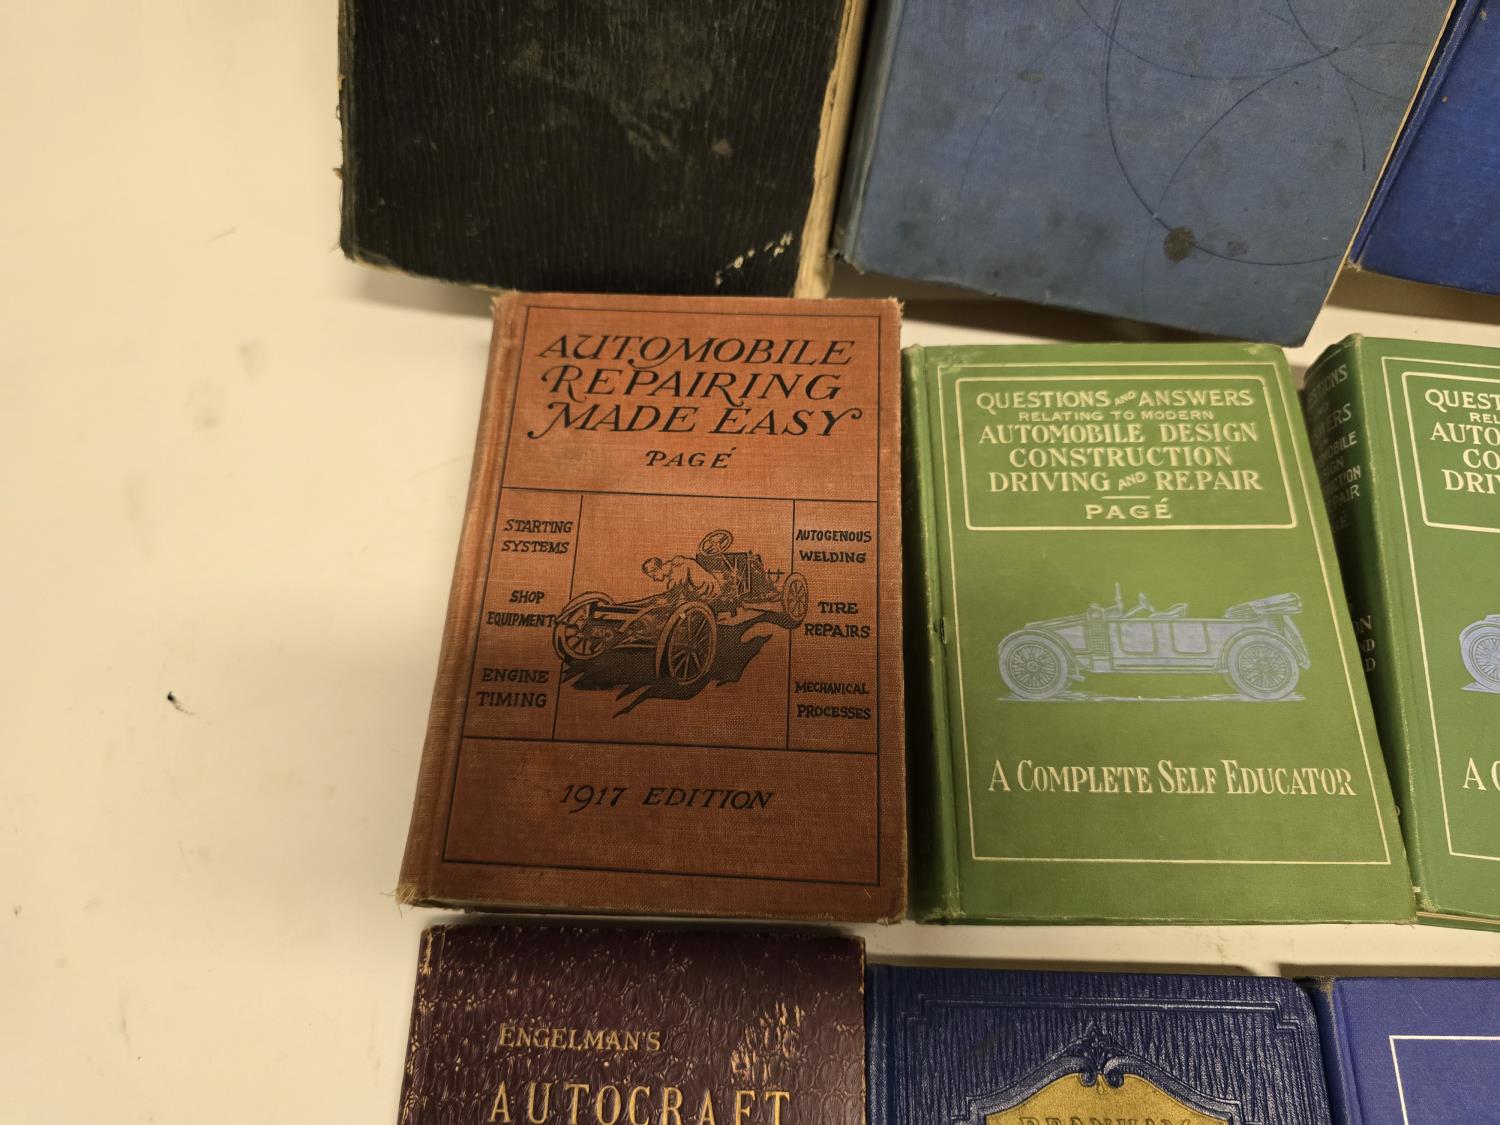 AUTOMOBILE
REPAIRING
MADE EASY
PAGÉ
STARTING
SYSTEMS
SHOP
EQUIPMENT
ENGINE
TIMING
AUTOGENOUS
WELDING
TIRE
REPAIRS
MECHANICAL
PROCESSES
1917 EDITION
QUESTIONS AND ANSWERS
RELATING TO MODERN
AUTOMOBILE DESIGN
CONSTRUCTION
DRIVING AND REPAIR
PAGÉ
A COMPLETE SELF EDUCATOR
ENGELMAN'S
AUTOCRAFT